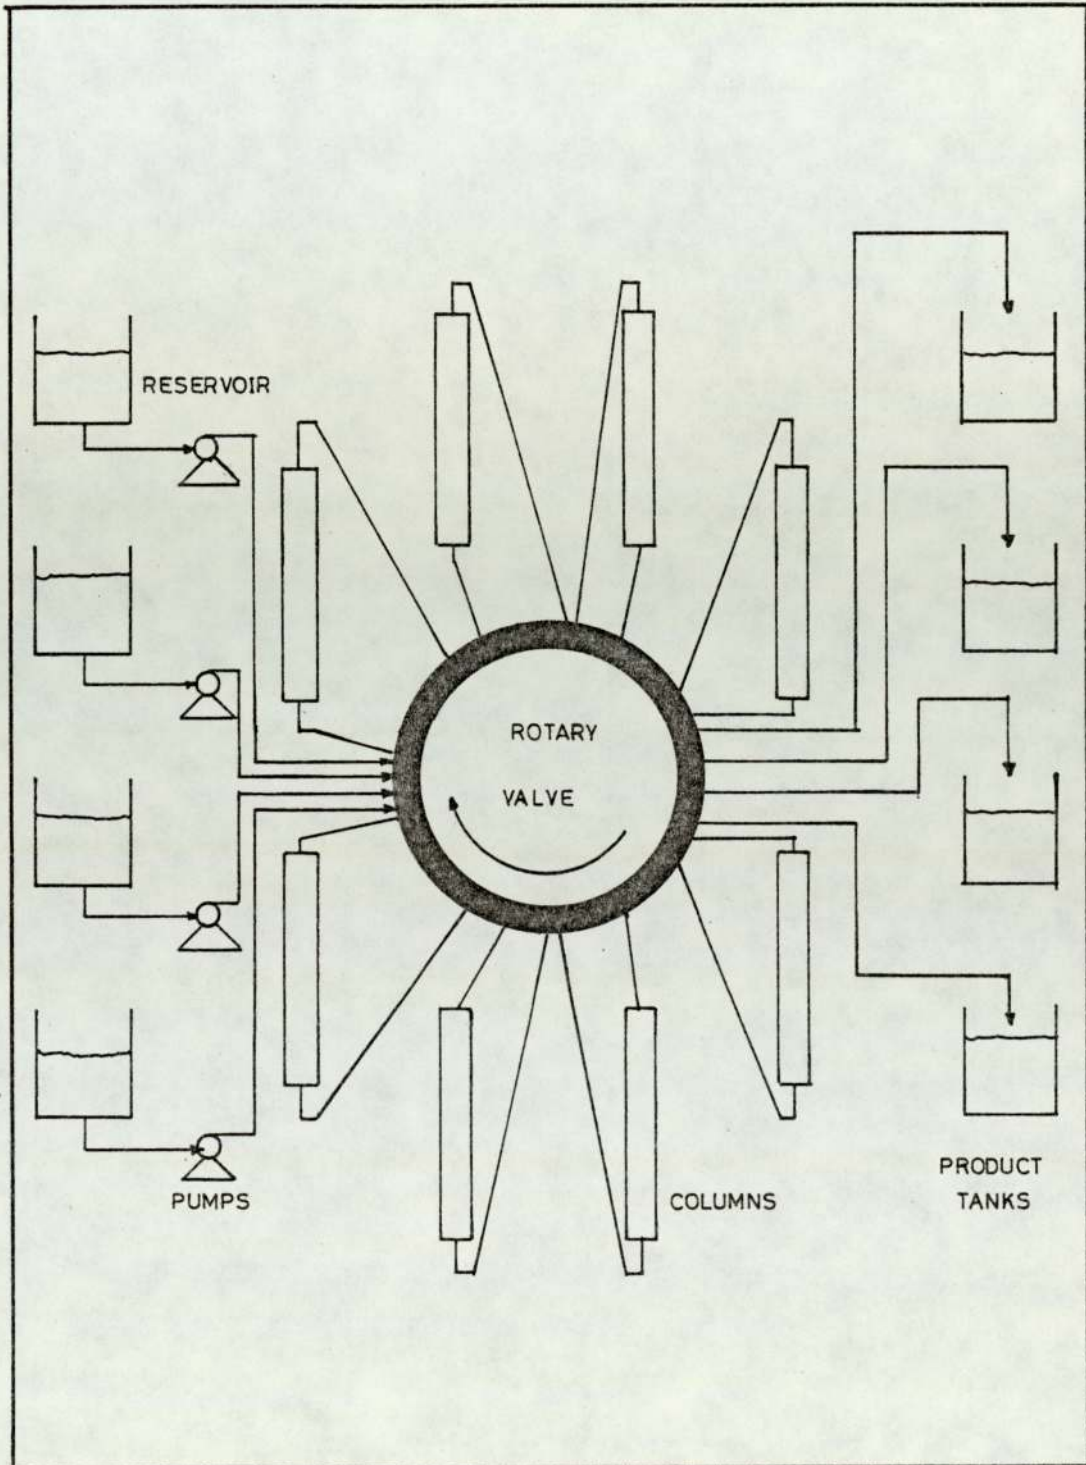 RESERVOIR
ROTARY
VALVE
PUMPS
COLUMNS
PRODUCT
TANKS